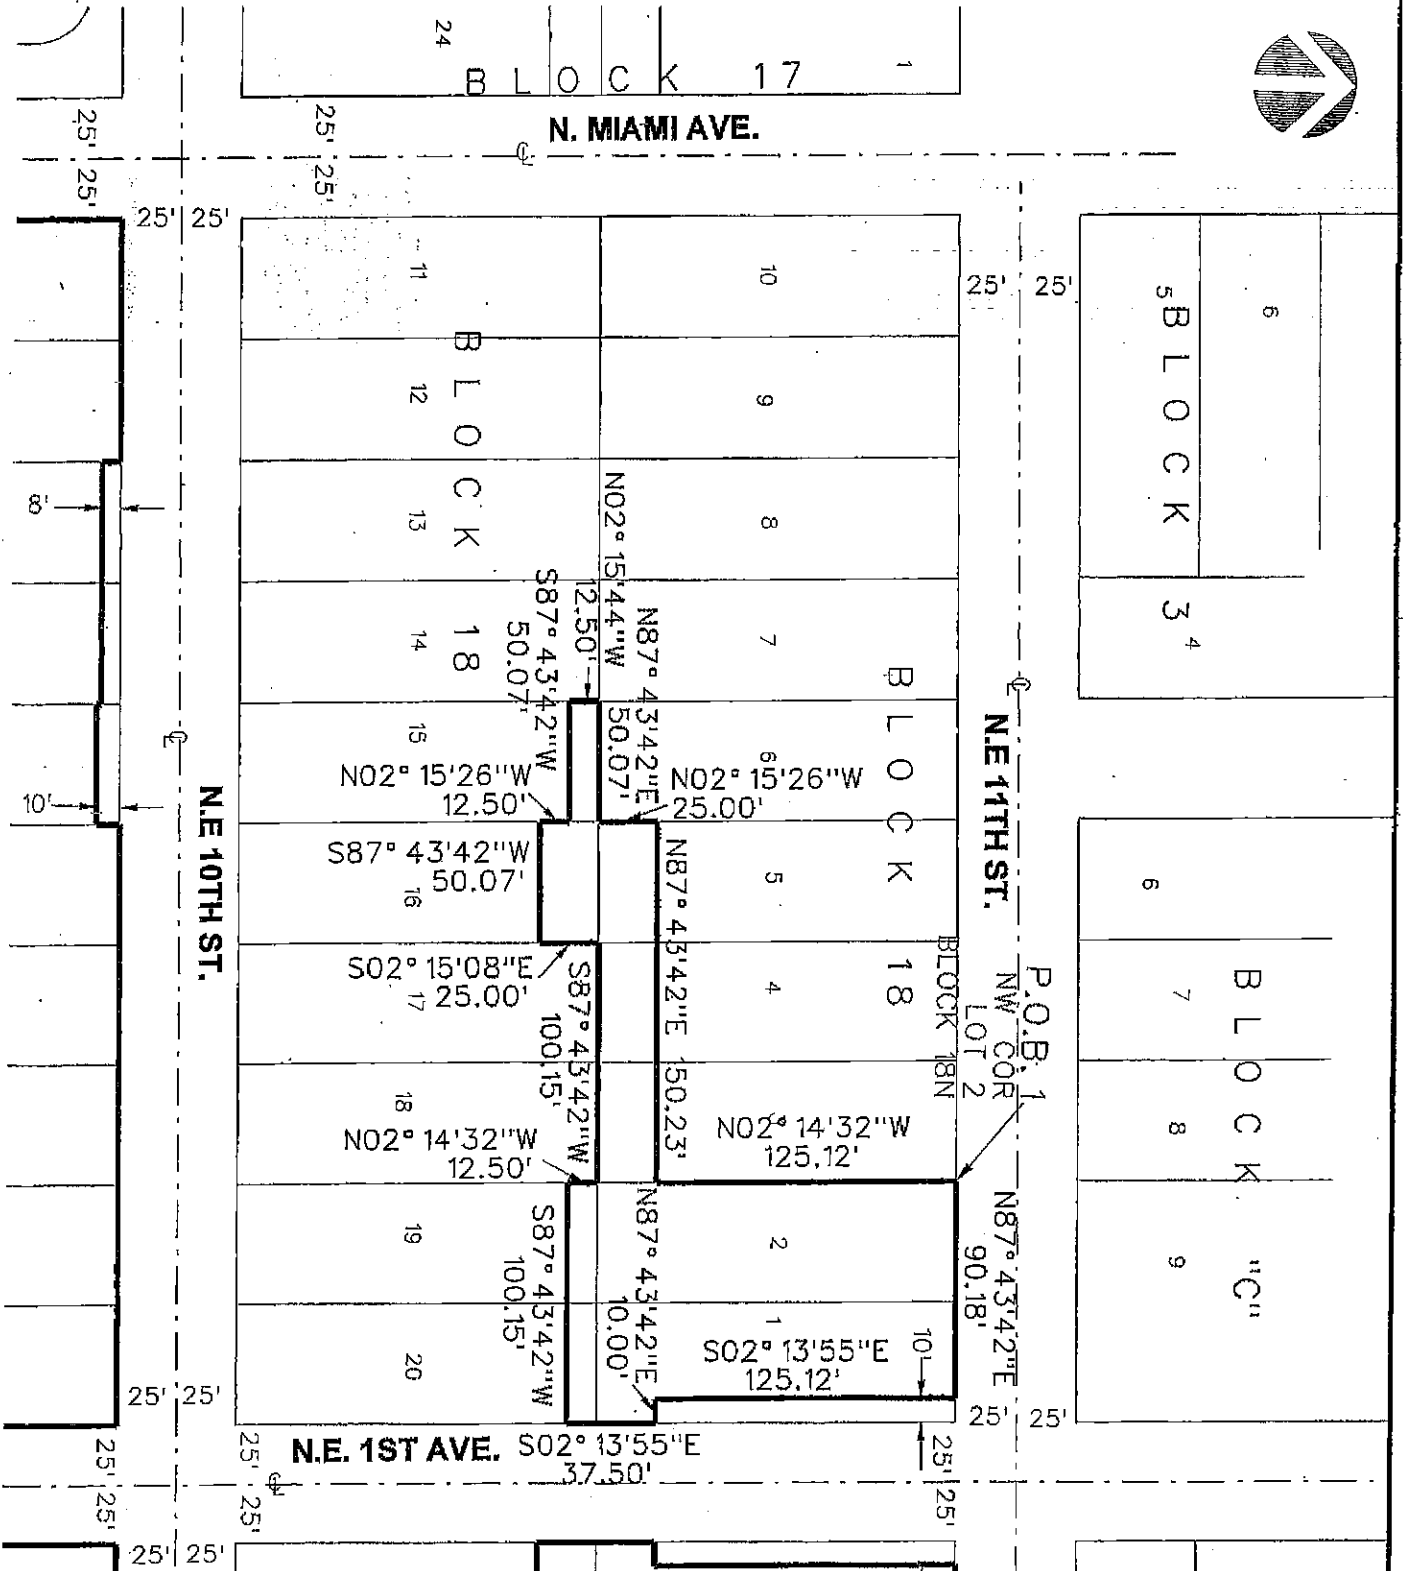 24
BLOCK 17
1
N. MIAMI AVE.
℄
25'
25'
25'
25'
25' 25'
11
10
25' 25'
5
6
BLOCK 3
12
9
BLOCK 18
13
8
8'
14
7
4
N02° 15'44"W
12.50'
S87° 43'42"W
50.07'
N87° 43'42"E
50.07'
BLOCK 18
℄
N.E 11TH ST.
15
6
N02° 15'26"W
12.50'
N02° 15'26"W
25.00'
℄
10'
N.E 10TH ST.
S87° 43'42"W
50.07'
16
5
6
N87° 43'42"E 150.23'
S02° 15'08"E
25.00'
17
4
7
S87° 43'42"W
100.15'
P.O.B. 1
NW COR
LOT 2
BLOCK 18N
BLOCK "C"
18
N02° 14'32"W
12.50'
N02° 14'32"W
125.12'
8
19
2
9
S87° 43'42"W
100.15'
N87° 43'42"E
10.00'
N87° 43'42"E
90.18'
20
1
S02° 13'55"E
125.12'
10'
25' 25'
25' 25'
25'
25'
25'
25'
N.E. 1ST AVE.
℄
S02° 13'55"E
37.50'
25'
25'
25' 25'